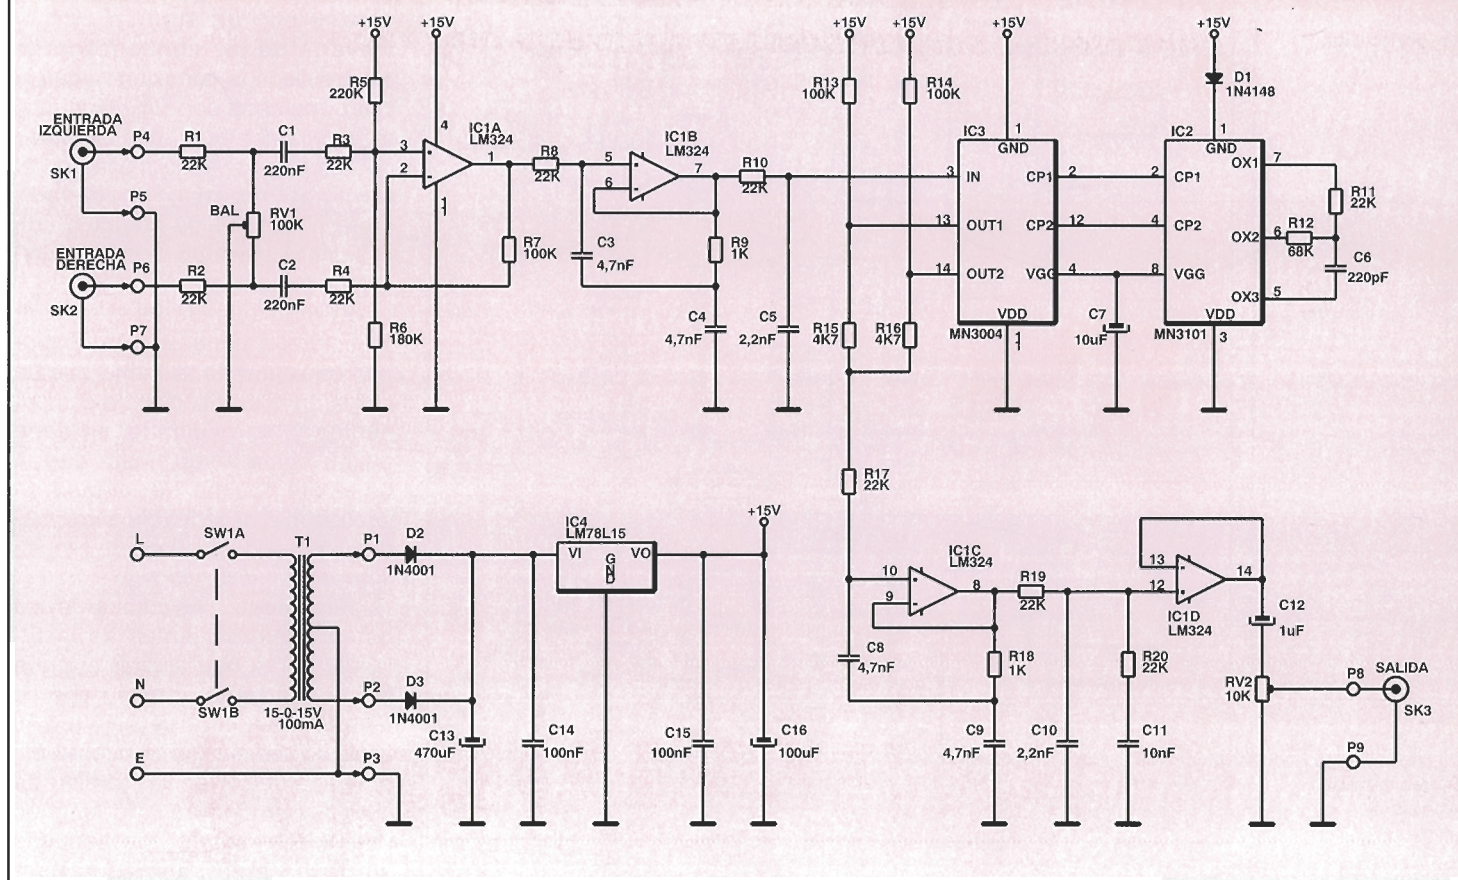 +15V
+15V
+15V
+15V
+15V
+15V
ENTRADA
IZQUIERDA
SK1
P4
R1
22K
C1
220nF
R3
22K
R5
220K
4
3
2
1
11
IC1A
LM324
R8
22K
5
6
7
IC1B
LM324
R10
22K
R13
100K
R14
100K
IC3
1
GND
3
IN
13
OUT1
14
OUT2
CP1
2
CP2
12
VGG
4
VDD
1
MN3004
IC2
1
GND
D1
1N4148
2
CP1
4
CP2
8
VGG
VDD
3
MN3101
OX1
7
OX2
6
OX3
5
R11
22K
R12
68K
C6
220pF
P5
BAL
RV1
100K
ENTRADA
DERECHA
SK2
P6
R2
22K
C2
220nF
R4
22K
R7
100K
C3
4,7nF
R9
1K
P7
R6
180K
C4
4,7nF
C5
2,2nF
R15
4K7
R16
4K7
C7
10uF
R17
22K
L
SW1A
T1
P1
D2
1N4001
IC4
LM78L15
VI
GND
VO
+15V
N
SW1B
15-0-15V
100mA
P2
D3
1N4001
C13
470uF
C14
100nF
C15
100nF
C16
100uF
E
P3
10
9
8
IC1C
LM324
R19
22K
13
12
14
IC1D
LM324
C12
1uF
C8
4,7nF
R18
1K
R20
22K
RV2
10K
P8
SALIDA
SK3
C9
4,7nF
C10
2,2nF
C11
10nF
P9